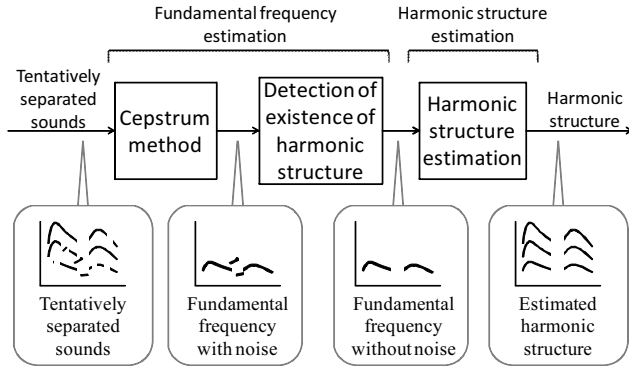 Fundamental frequency
estimation
Harmonic structure
estimation
Tentatively
separated
sounds
Cepstrum
method
Detection of
existence of
harmonic
structure
Harmonic
structure
estimation
Harmonic
structure
Tentatively
separated
sounds
Fundamental
frequency
with noise
Fundamental
frequency
without noise
Estimated
harmonic
structure